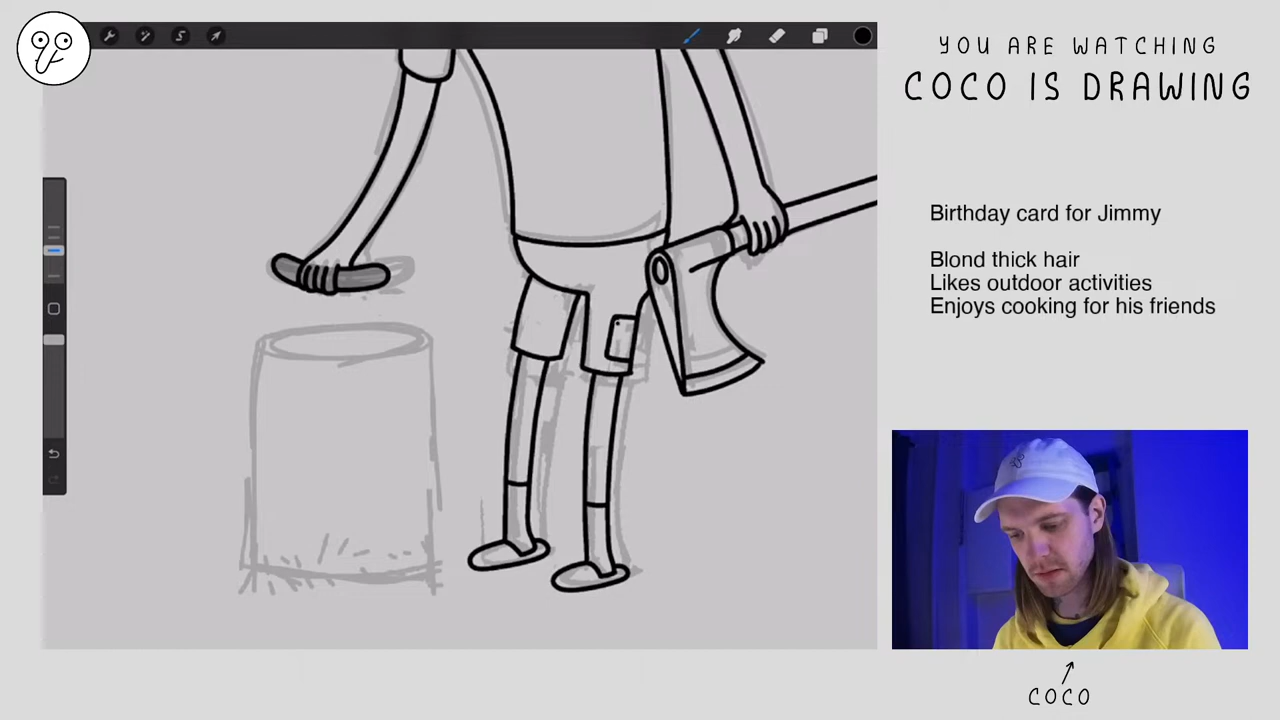 YOU ARE WATCHING
COCO IS DRAWING
Birthday card for Jimmy
Blond thick hair
Likes outdoor activities
Enjoys cooking for his friends
COCO